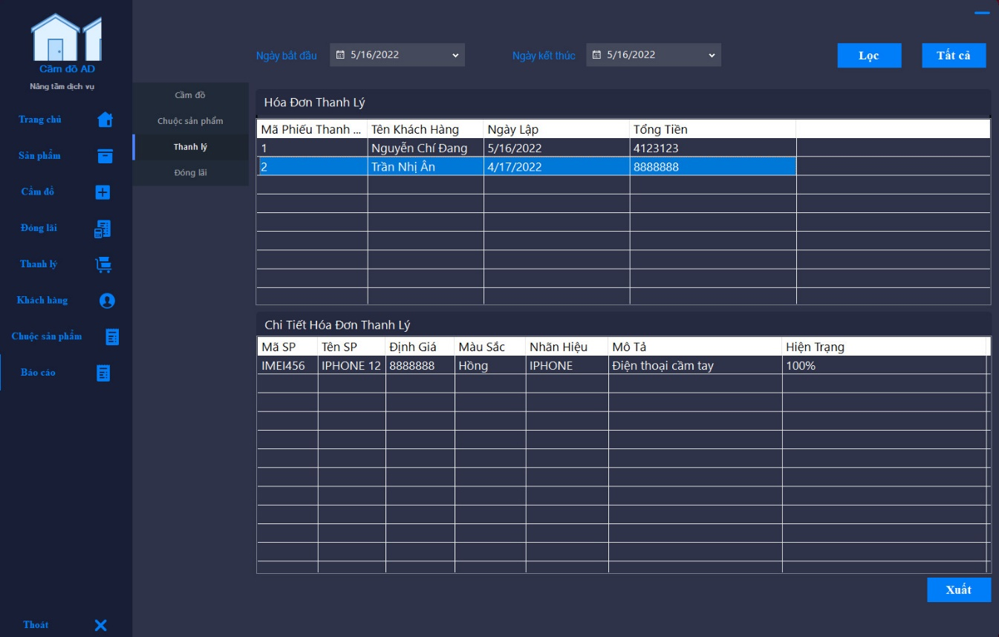 Cầm đồ AD
Nâng tầm dịch vụ
Trang chủ
Sản phẩm
Cầm đồ
Đóng lãi
Thanh lý
Khách hàng
Chuộc sản phẩm
Báo cáo
Thoát
Cầm đồ
Chuộc sản phẩm
Thanh lý
Đóng lãi
Ngày bắt đầu 5/16/2022 Ngày kết thúc 5/16/2022 Lọc Tất cả
Hóa Đơn Thanh Lý
Mã Phiếu Thanh ... Tên Khách Hàng Ngày Lập Tổng Tiền
1 Nguyễn Chí Đang 5/16/2022 4123123
2 Trần Nhị Ân 4/17/2022 8888888
Chi Tiết Hóa Đơn Thanh Lý
Mã SP Tên SP Định Giá Màu Sắc Nhãn Hiệu Mô Tả Hiện Trạng
IMEI456 IPHONE 12 8888888 Hồng IPHONE Điện thoại cầm tay 100%
Xuất